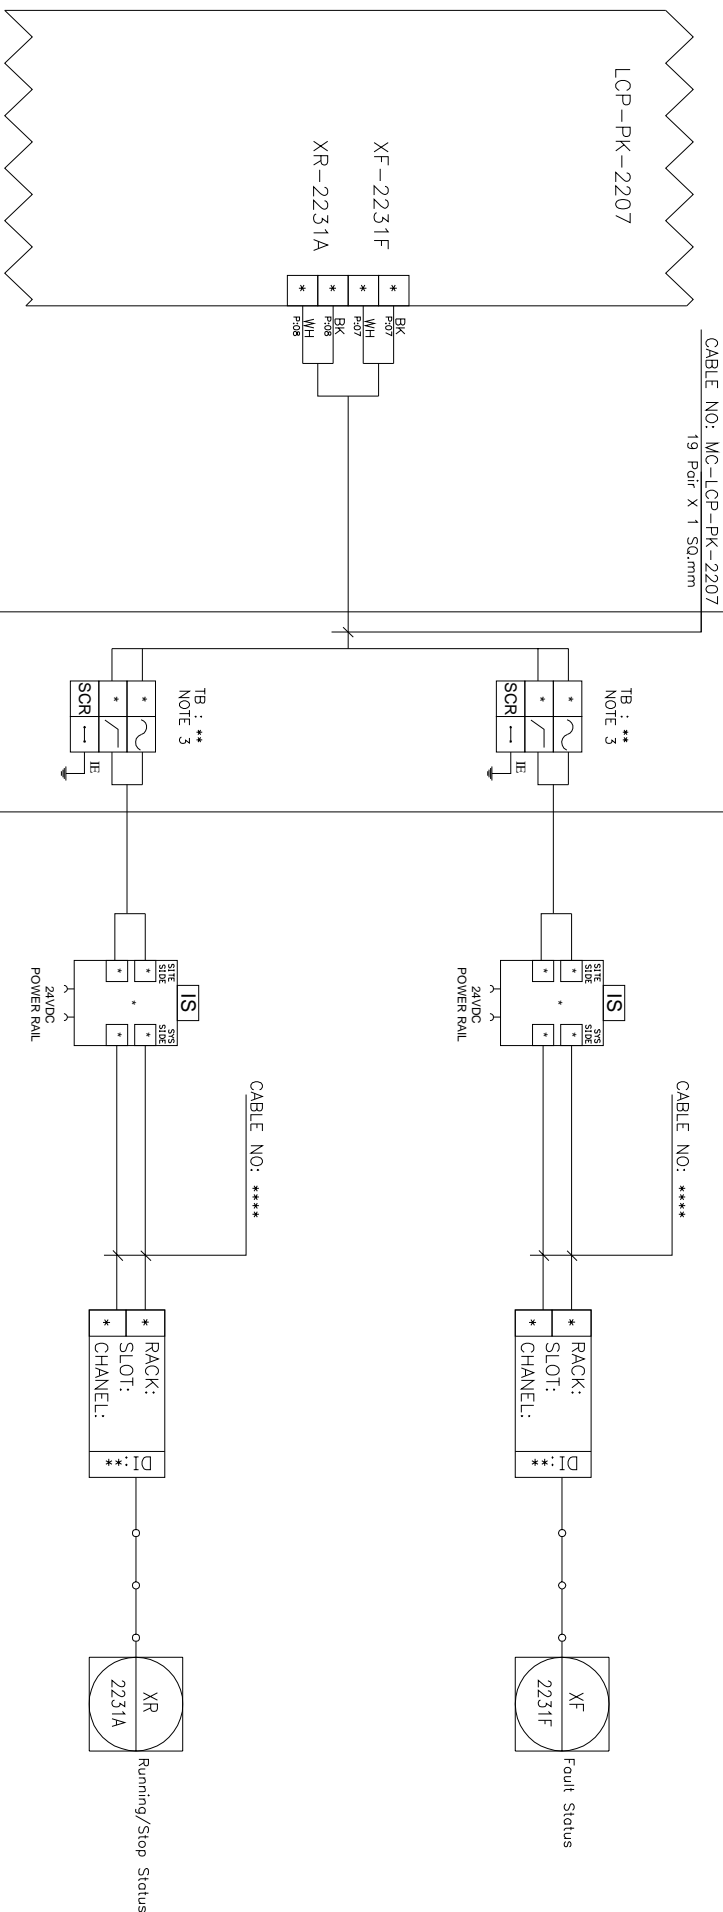 LCP-PK-2207
XF-2231F
XR-2231A
*
*
*
*
BK
P:07
WH
P:07
BK
P:08
WH
P:08
CABLE NO: MC-LCP-PK-2207
19 Pair X 1 SQ.mm
TB : **
NOTE 3
*
*
SCR
IE
SITE SIDE
SYS SIDE
IS
*
*
*
*
*
24VDC
POWER RAIL
CABLE NO: ****
*
*
RACK:
SLOT:
CHANEL:
DI :**
XF
2231F
Fault Status
TB : **
NOTE 3
*
*
SCR
IE
SITE SIDE
SYS SIDE
IS
*
*
*
*
*
24VDC
POWER RAIL
CABLE NO: ****
*
*
RACK:
SLOT:
CHANEL:
DI :**
XR
2231A
Running/Stop Status